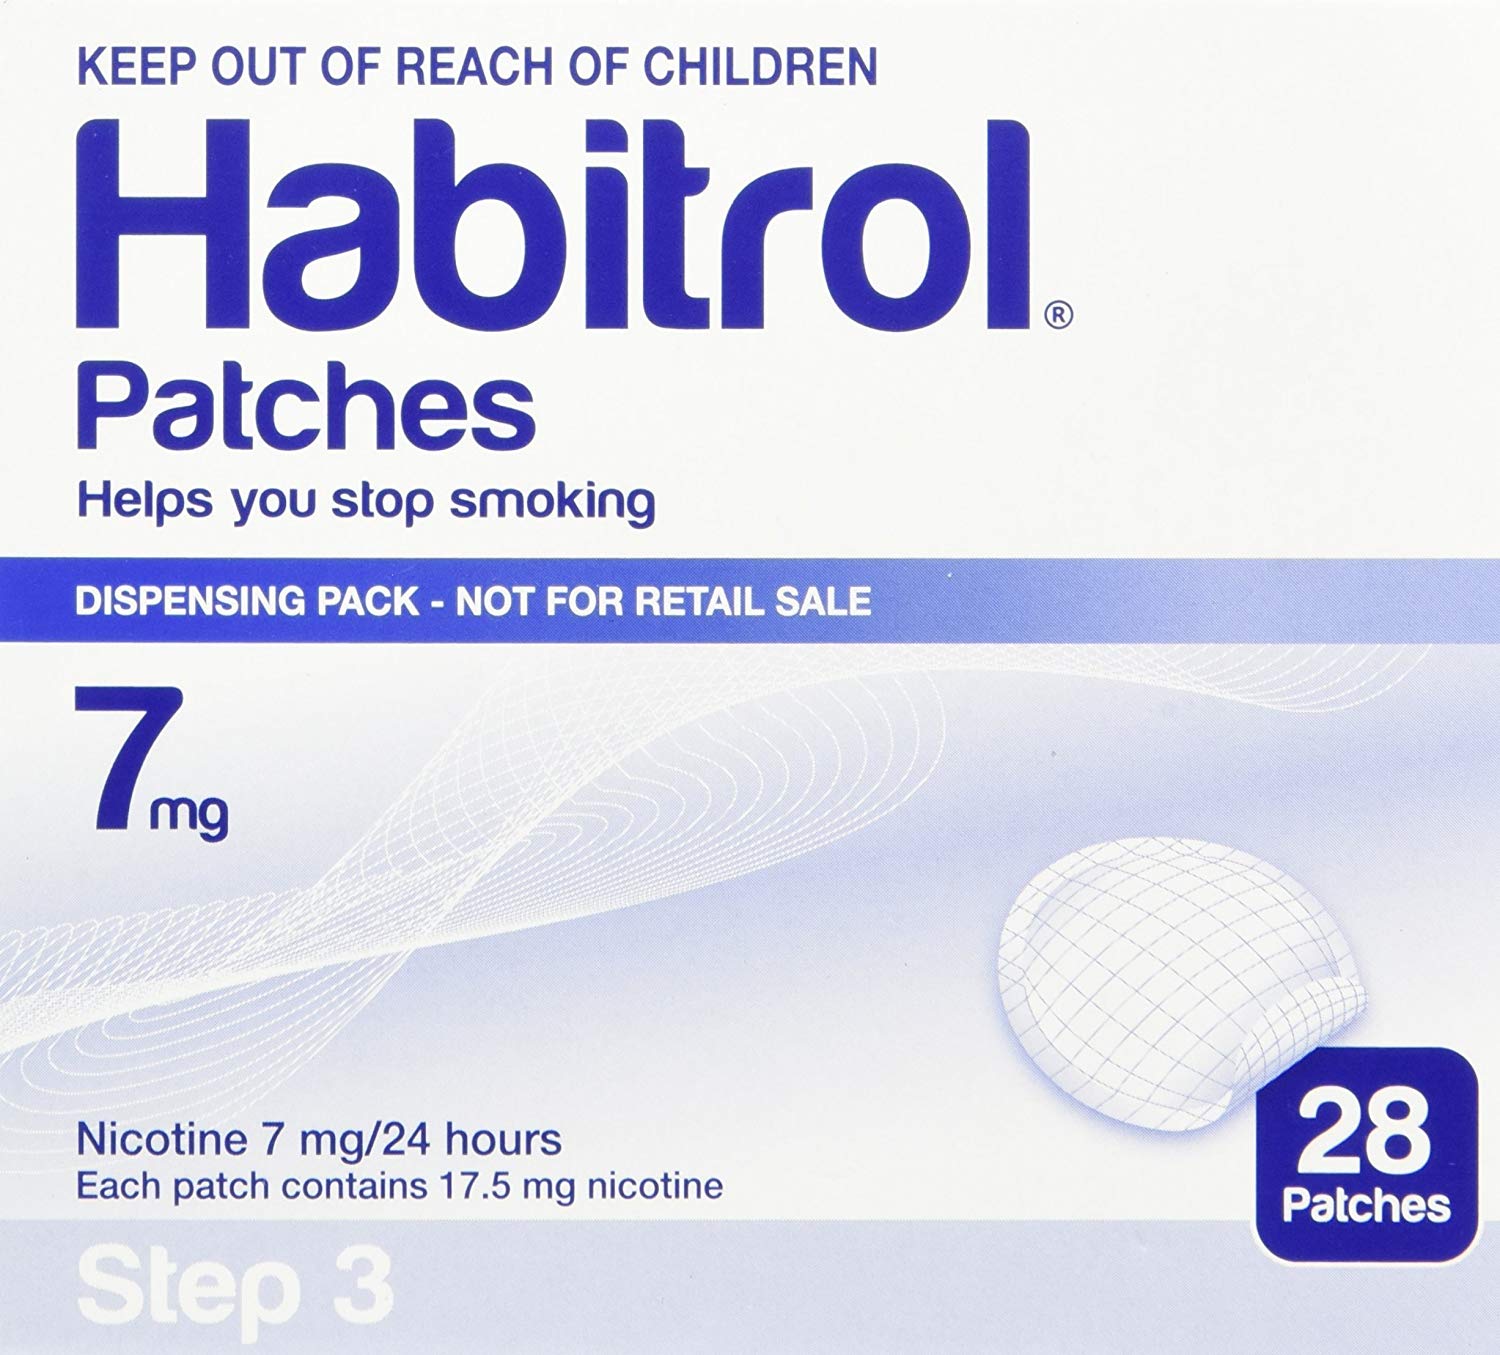 KEEP OUT OF REACH OF CHILDREN
Habitrol®
Patches
Helps you stop smoking
DISPENSING PACK - NOT FOR RETAIL SALE
7mg
Nicotine 7 mg/24 hours
Each patch contains 17.5 mg nicotine
28
Patches
Step 3